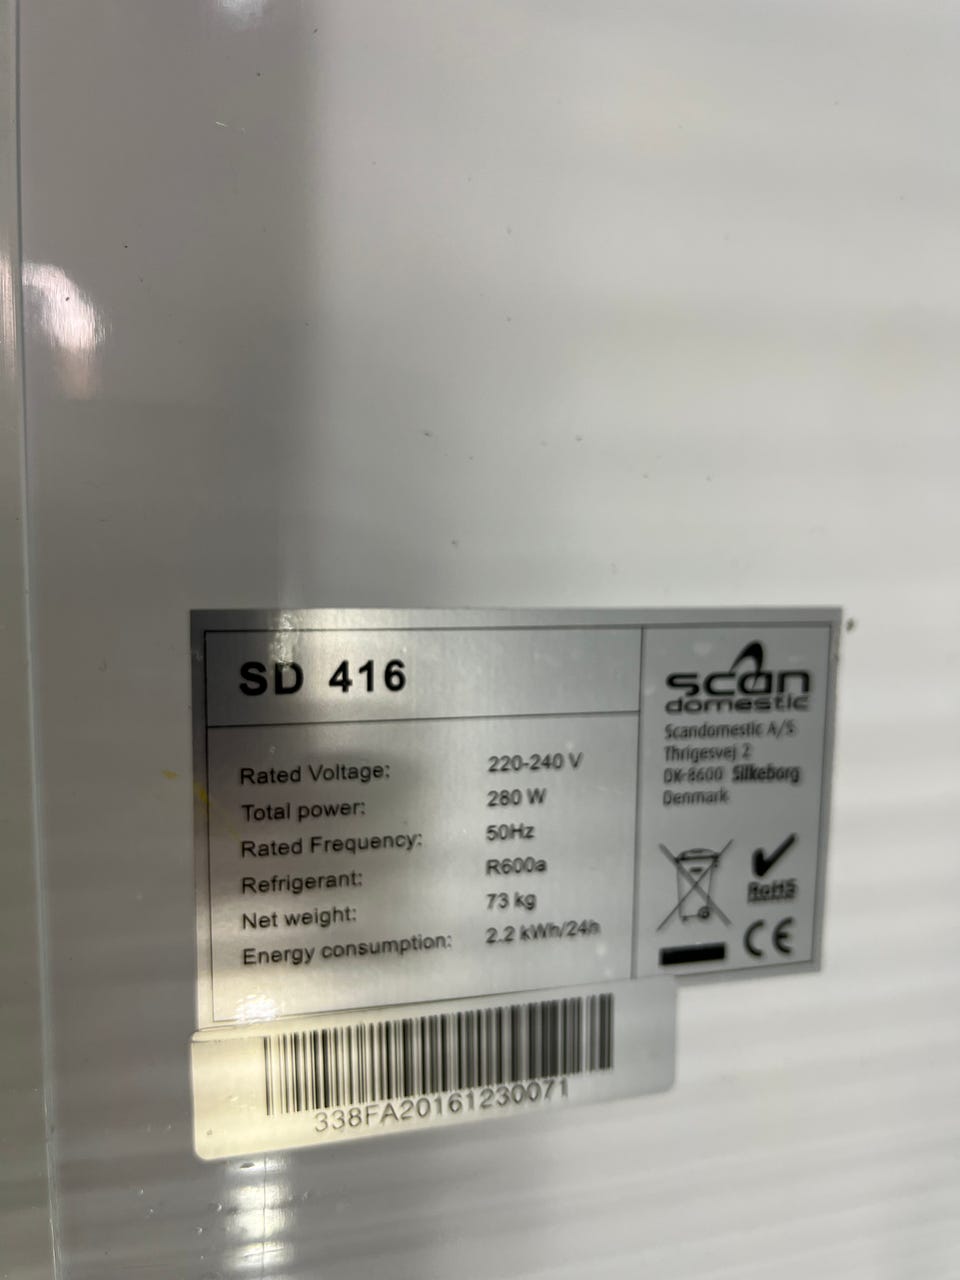 SD 416
Rated Voltage: 220-240 V
Total power: 280 W
Rated Frequency: 50Hz
Refrigerant: R600a
Net weight: 73 kg
Energy consumption: 2.2 kWh/24h
scan
domestic
Scandomestic A/S
Thrigesvej 2
DK-8600 Silkeborg
Denmark
RoHS
CE
338FA20161230071